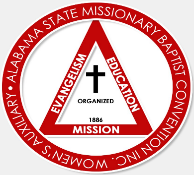 WOMEN'S AUXILIARY • ALABAMA STATE MISSIONARY BAPTIST CONVENTION INC.
EVANGELISM
EDUCATION
ORGANIZED
1886
MISSION